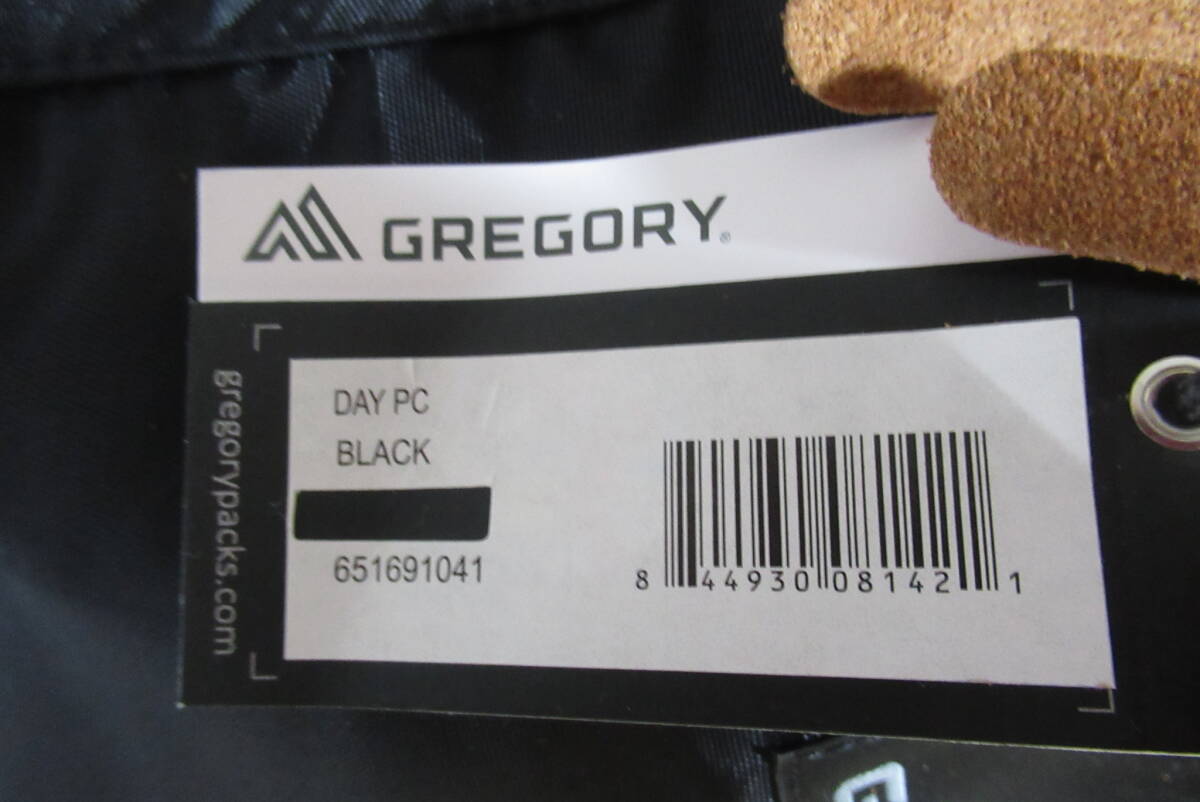 GREGORY®
gregorypacks.com
DAY PC
BLACK
651691041
8 44930 08142 1